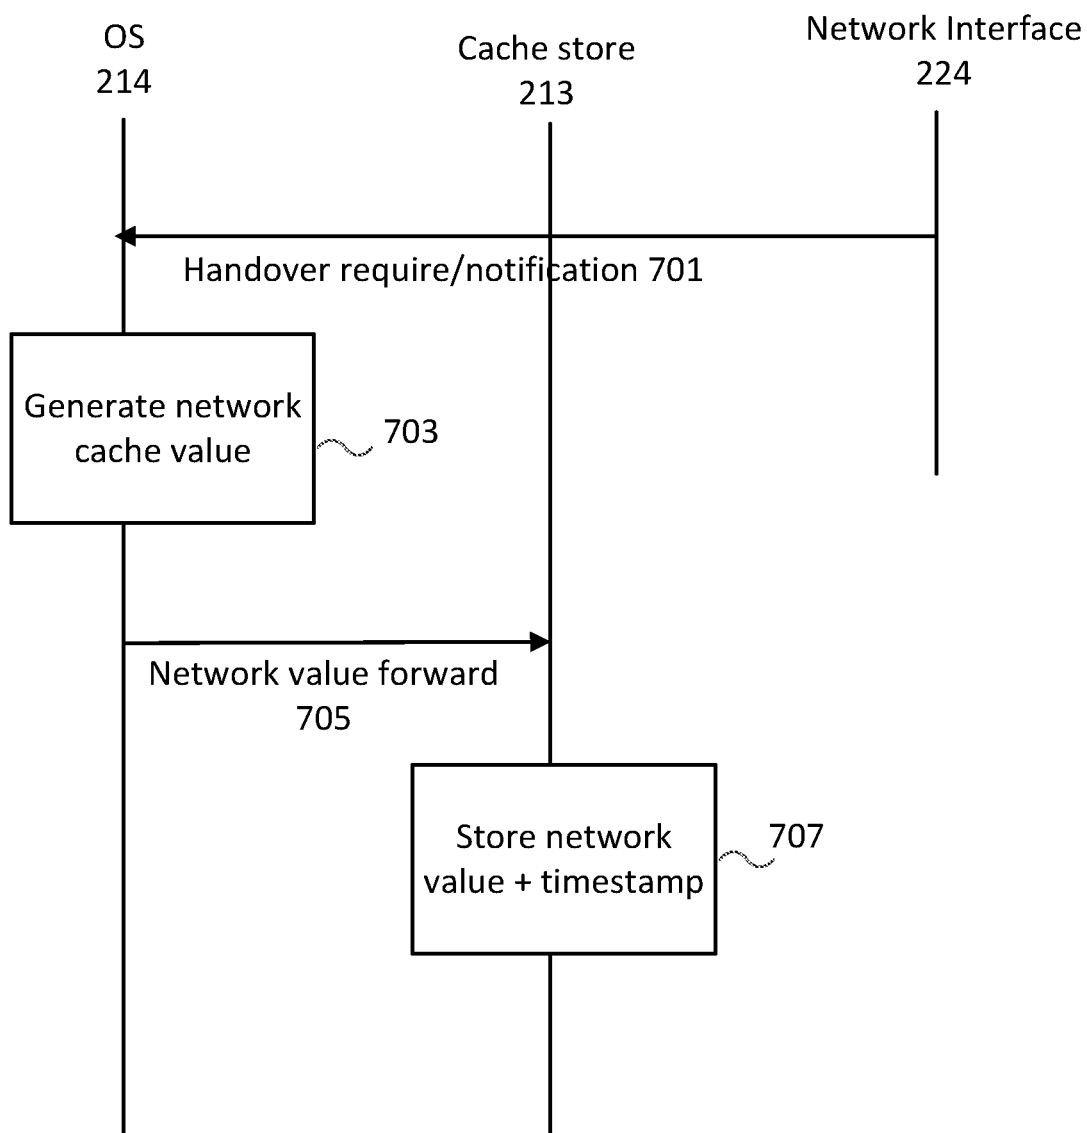 OS
214
Cache store
213
Network Interface
224
Handover require/notification 701
Generate network
cache value
703
Network value forward
705
Store network
value + timestamp
707